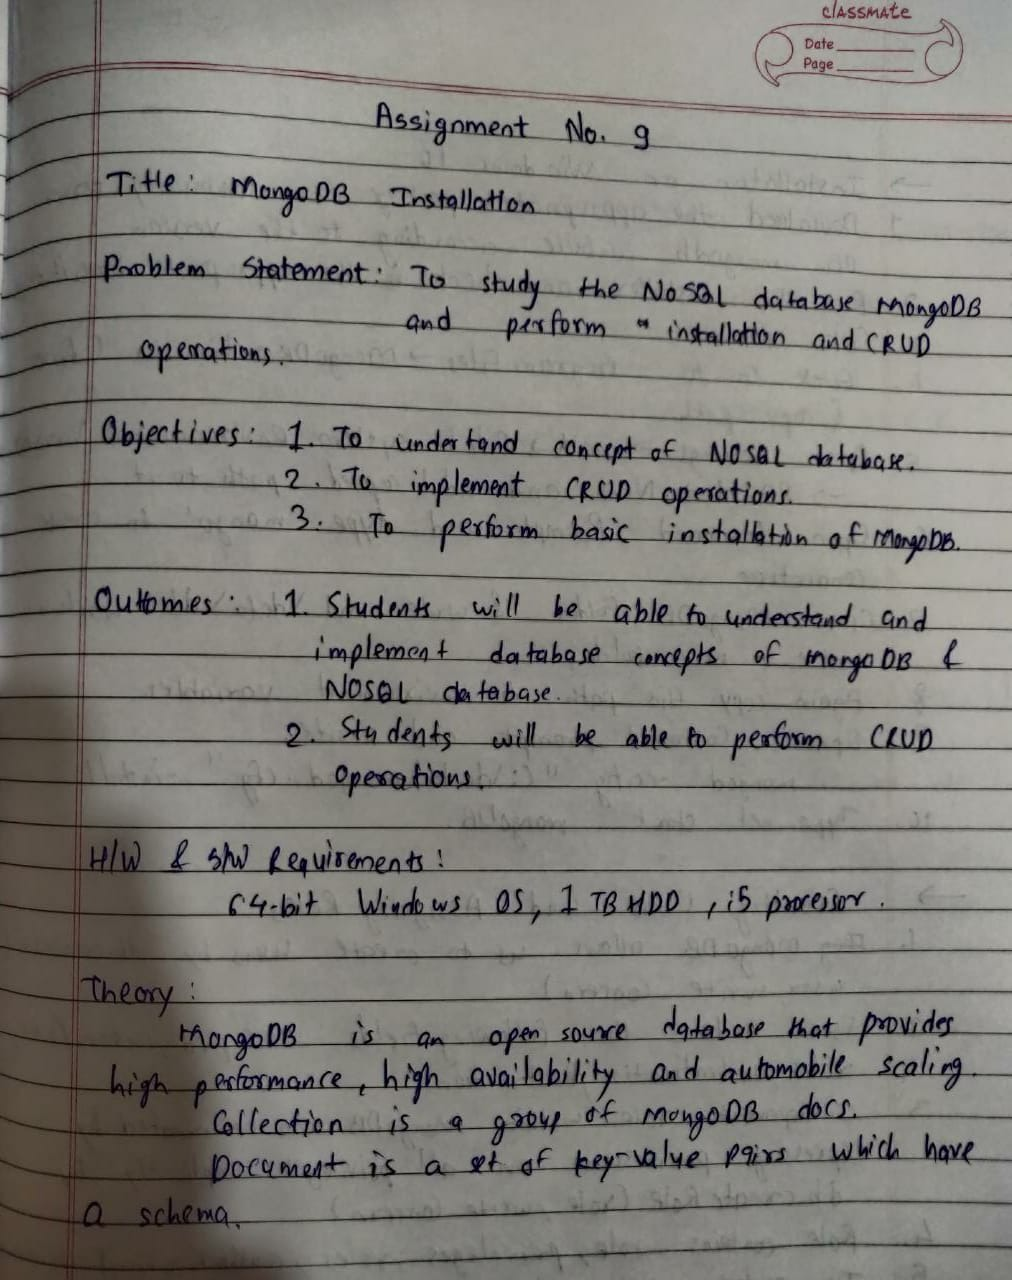 classmate
Date
Page
Assignment No. 9
Title: MongoDB Installation
Problem Statement: To study the NoSQL database MongoDB
and perform installation and CRUD
operations.
Objectives: 1. To undertand concept of NOSQL database.
2. To implement CRUD operations.
3. To perform basic installation of MongoDB.
Outcomes: 1. Students will be able to understand and
implement database concepts of MongoDB &
NOSQL database.
2. Students will be able to perform CRUD
Operations.
H/W & S/W Requirements:
64-bit Windows OS, 1 TB HDD, i5 processor.
Theory:
MongoDB is an open source database that provides
high performance, high availability and automobile scaling.
Collection is a group of MongoDB docs.
Document is a set of key-value pairs which have
a schema.